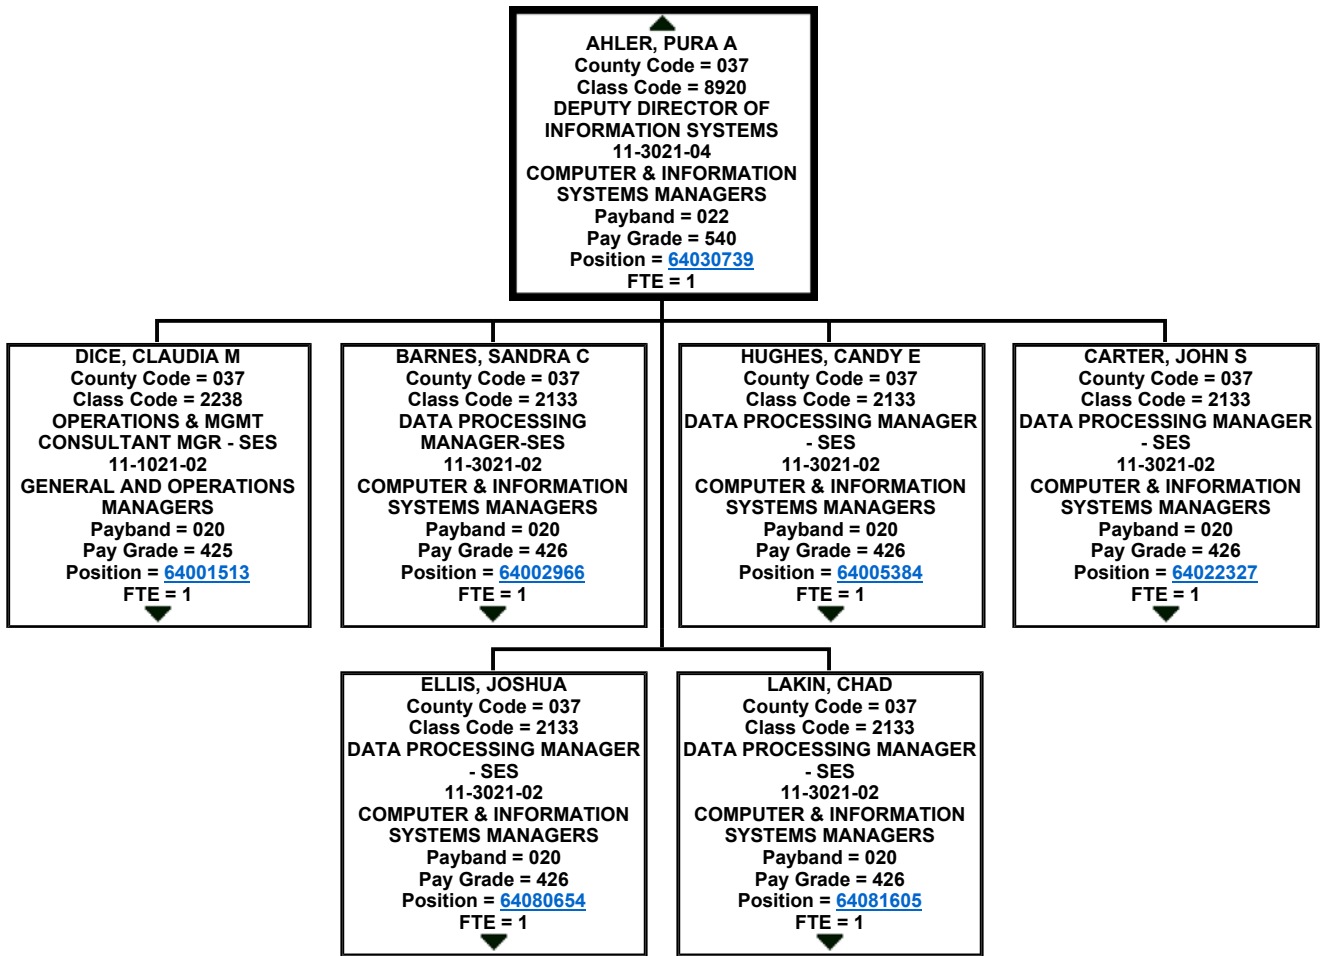 AHLER, PURA A
County Code = 037
Class Code = 8920
DEPUTY DIRECTOR OF
INFORMATION SYSTEMS
11-3021-04
COMPUTER & INFORMATION
SYSTEMS MANAGERS
Payband = 022
Pay Grade = 540
Position = 64030739
FTE = 1
DICE, CLAUDIA M
County Code = 037
Class Code = 2238
OPERATIONS & MGMT
CONSULTANT MGR - SES
11-1021-02
GENERAL AND OPERATIONS
MANAGERS
Payband = 020
Pay Grade = 425
Position = 64001513
FTE = 1
BARNES, SANDRA C
County Code = 037
Class Code = 2133
DATA PROCESSING
MANAGER-SES
11-3021-02
COMPUTER & INFORMATION
SYSTEMS MANAGERS
Payband = 020
Pay Grade = 426
Position = 64002966
FTE = 1
HUGHES, CANDY E
County Code = 037
Class Code = 2133
DATA PROCESSING MANAGER
- SES
11-3021-02
COMPUTER & INFORMATION
SYSTEMS MANAGERS
Payband = 020
Pay Grade = 426
Position = 64005384
FTE = 1
CARTER, JOHN S
County Code = 037
Class Code = 2133
DATA PROCESSING MANAGER
- SES
11-3021-02
COMPUTER & INFORMATION
SYSTEMS MANAGERS
Payband = 020
Pay Grade = 426
Position = 64022327
FTE = 1
ELLIS, JOSHUA
County Code = 037
Class Code = 2133
DATA PROCESSING MANAGER
- SES
11-3021-02
COMPUTER & INFORMATION
SYSTEMS MANAGERS
Payband = 020
Pay Grade = 426
Position = 64080654
FTE = 1
LAKIN, CHAD
County Code = 037
Class Code = 2133
DATA PROCESSING MANAGER
- SES
11-3021-02
COMPUTER & INFORMATION
SYSTEMS MANAGERS
Payband = 020
Pay Grade = 426
Position = 64081605
FTE = 1